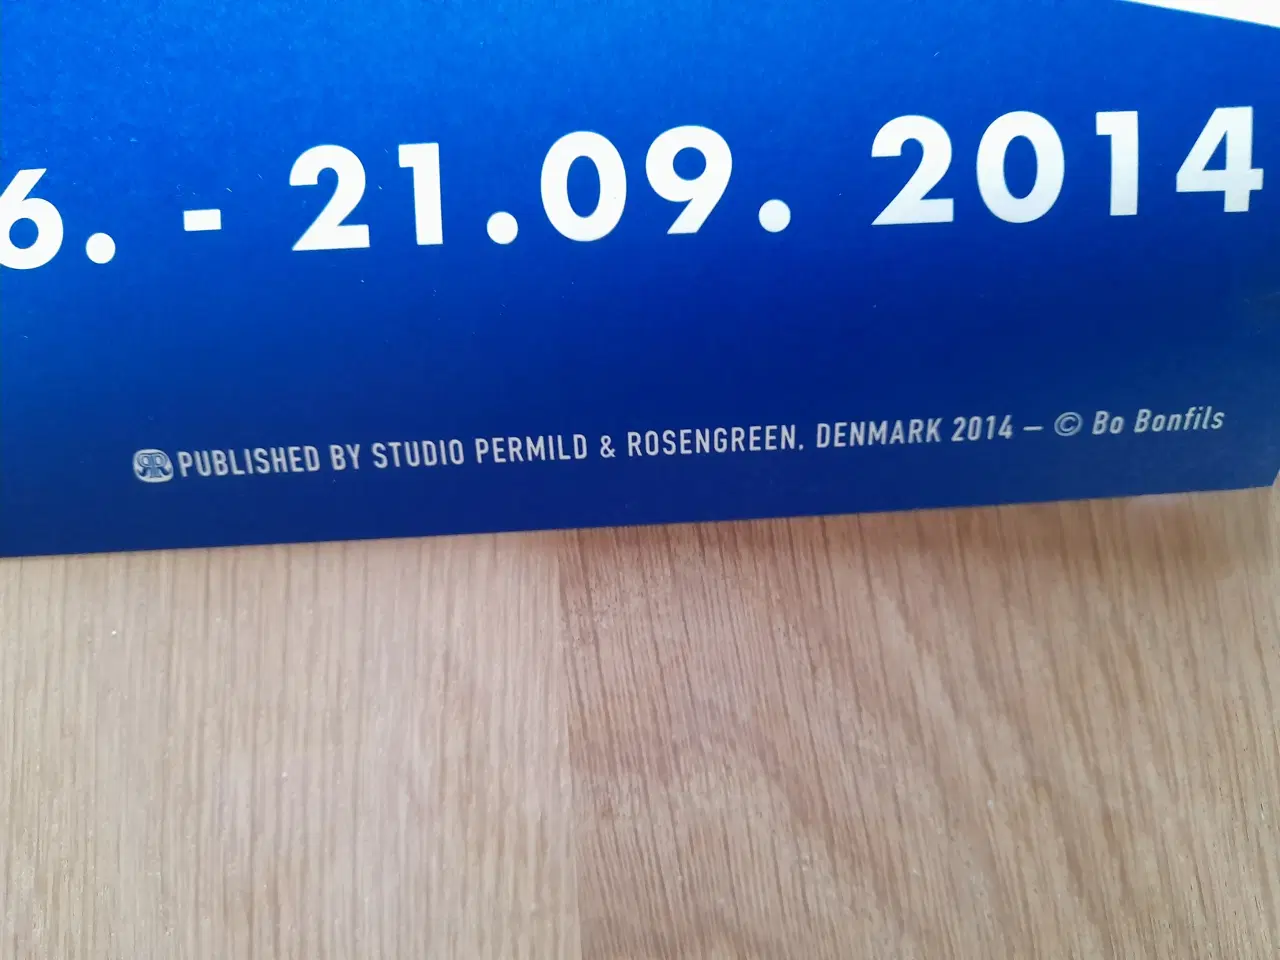 6. - 21.09. 2014
PUBLISHED BY STUDIO PERMILD & ROSENGREEN. DENMARK 2014 – © Bo Bonfils